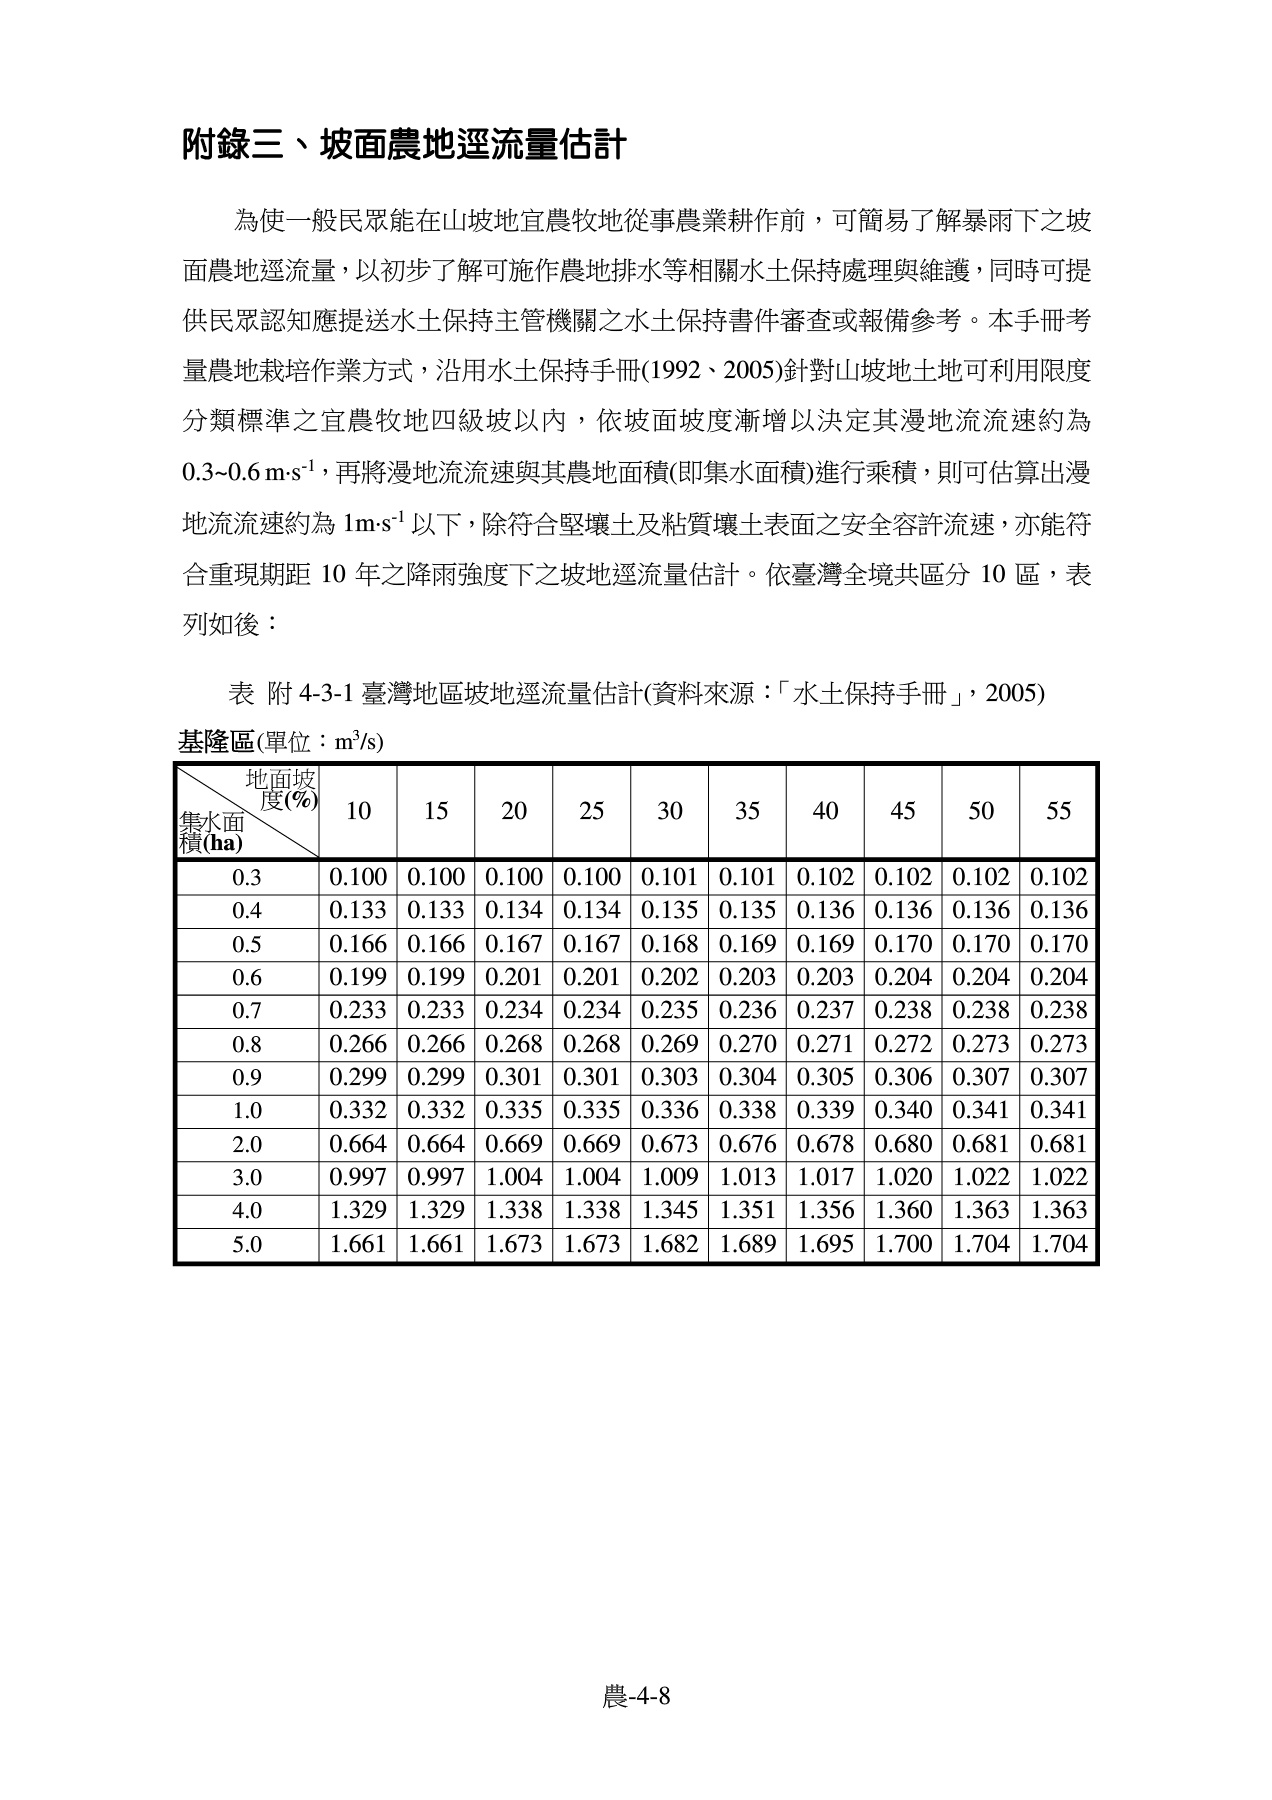 附錄三、坡面農地逕流量估計
為使一般民眾能在山坡地宜農牧地從事農業耕作前，可簡易了解暴雨下之坡
面農地逕流量，以初步了解可施作農地排水等相關水土保持處理與維護，同時可提
供民眾認知應提送水土保持主管機關之水土保持書件審查或報備參考。本手冊考
量農地栽培作業方式，沿用水土保持手冊(1992、2005)針對山坡地土地可利用限度
分類標準之宜農牧地四級坡以內，依坡面坡度漸增以決定其漫地流流速約為
0.3~0.6 m·s⁻¹，再將漫地流流速與其農地面積(即集水面積)進行乘積，則可估算出漫
地流流速約為 1m·s⁻¹ 以下，除符合堅壤土及粘質壤土表面之安全容許流速，亦能符
合重現期距 10 年之降雨強度下之坡地逕流量估計。依臺灣全境共區分 10 區，表
列如後：
表 附 4-3-1 臺灣地區坡地逕流量估計(資料來源：「水土保持手冊」，2005)
基隆區(單位：m³/s)
地面坡
度(%)
集水面
積(ha)
10 15 20 25 30 35 40 45 50 55
0.3 0.100 0.100 0.100 0.100 0.101 0.101 0.102 0.102 0.102 0.102
0.4 0.133 0.133 0.134 0.134 0.135 0.135 0.136 0.136 0.136 0.136
0.5 0.166 0.166 0.167 0.167 0.168 0.169 0.169 0.170 0.170 0.170
0.6 0.199 0.199 0.201 0.201 0.202 0.203 0.203 0.204 0.204 0.204
0.7 0.233 0.233 0.234 0.234 0.235 0.236 0.237 0.238 0.238 0.238
0.8 0.266 0.266 0.268 0.268 0.269 0.270 0.271 0.272 0.273 0.273
0.9 0.299 0.299 0.301 0.301 0.303 0.304 0.305 0.306 0.307 0.307
1.0 0.332 0.332 0.335 0.335 0.336 0.338 0.339 0.340 0.341 0.341
2.0 0.664 0.664 0.669 0.669 0.673 0.676 0.678 0.680 0.681 0.681
3.0 0.997 0.997 1.004 1.004 1.009 1.013 1.017 1.020 1.022 1.022
4.0 1.329 1.329 1.338 1.338 1.345 1.351 1.356 1.360 1.363 1.363
5.0 1.661 1.661 1.673 1.673 1.682 1.689 1.695 1.700 1.704 1.704
農-4-8